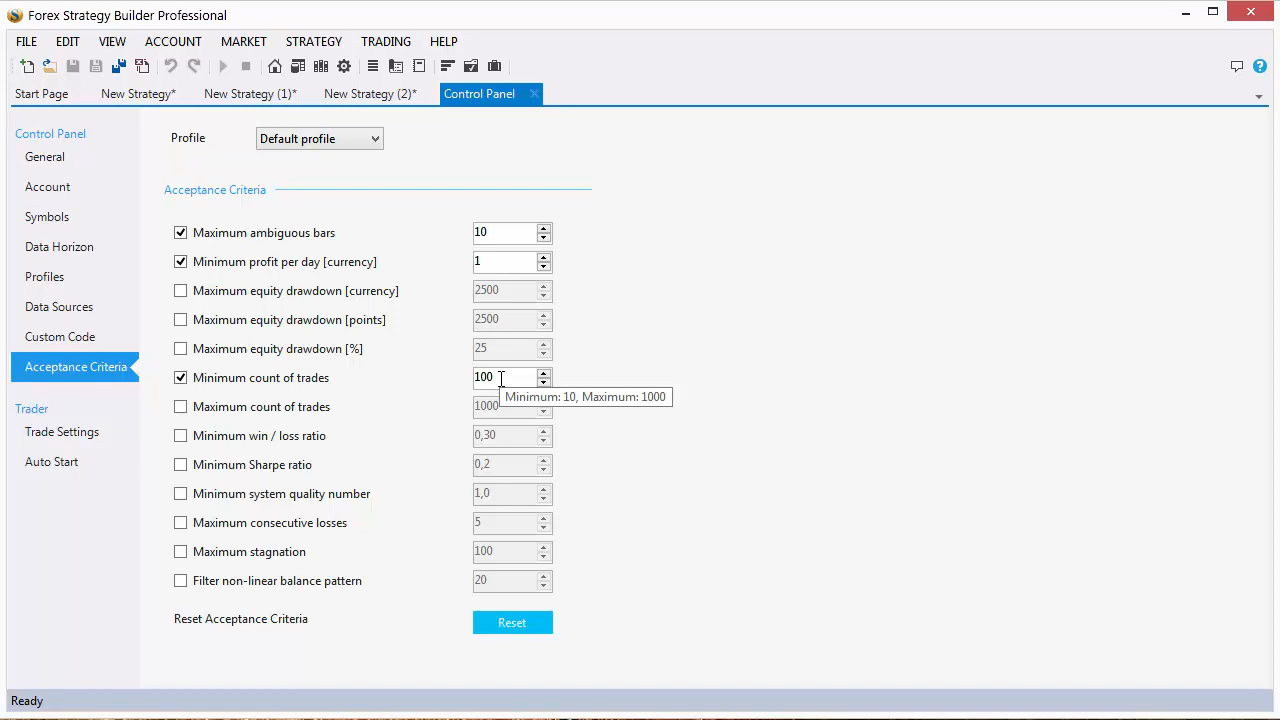 Forex Strategy Builder Professional
FILE EDIT VIEW ACCOUNT MARKET STRATEGY TRADING HELP
Start Page New Strategy* New Strategy (1)* New Strategy (2)* Control Panel
Control Panel
General
Account
Symbols
Data Horizon
Profiles
Data Sources
Custom Code
Acceptance Criteria
Trader
Trade Settings
Auto Start
Profile Default profile
Acceptance Criteria
Maximum ambiguous bars 10
Minimum profit per day [currency] 1
Maximum equity drawdown [currency] 2500
Maximum equity drawdown [points] 2500
Maximum equity drawdown [%] 25
Minimum count of trades 100
Minimum: 10, Maximum: 1000
Maximum count of trades 1000
Minimum win / loss ratio 0,30
Minimum Sharpe ratio 0,2
Minimum system quality number 1,0
Maximum consecutive losses 5
Maximum stagnation 100
Filter non-linear balance pattern 20
Reset Acceptance Criteria Reset
Ready